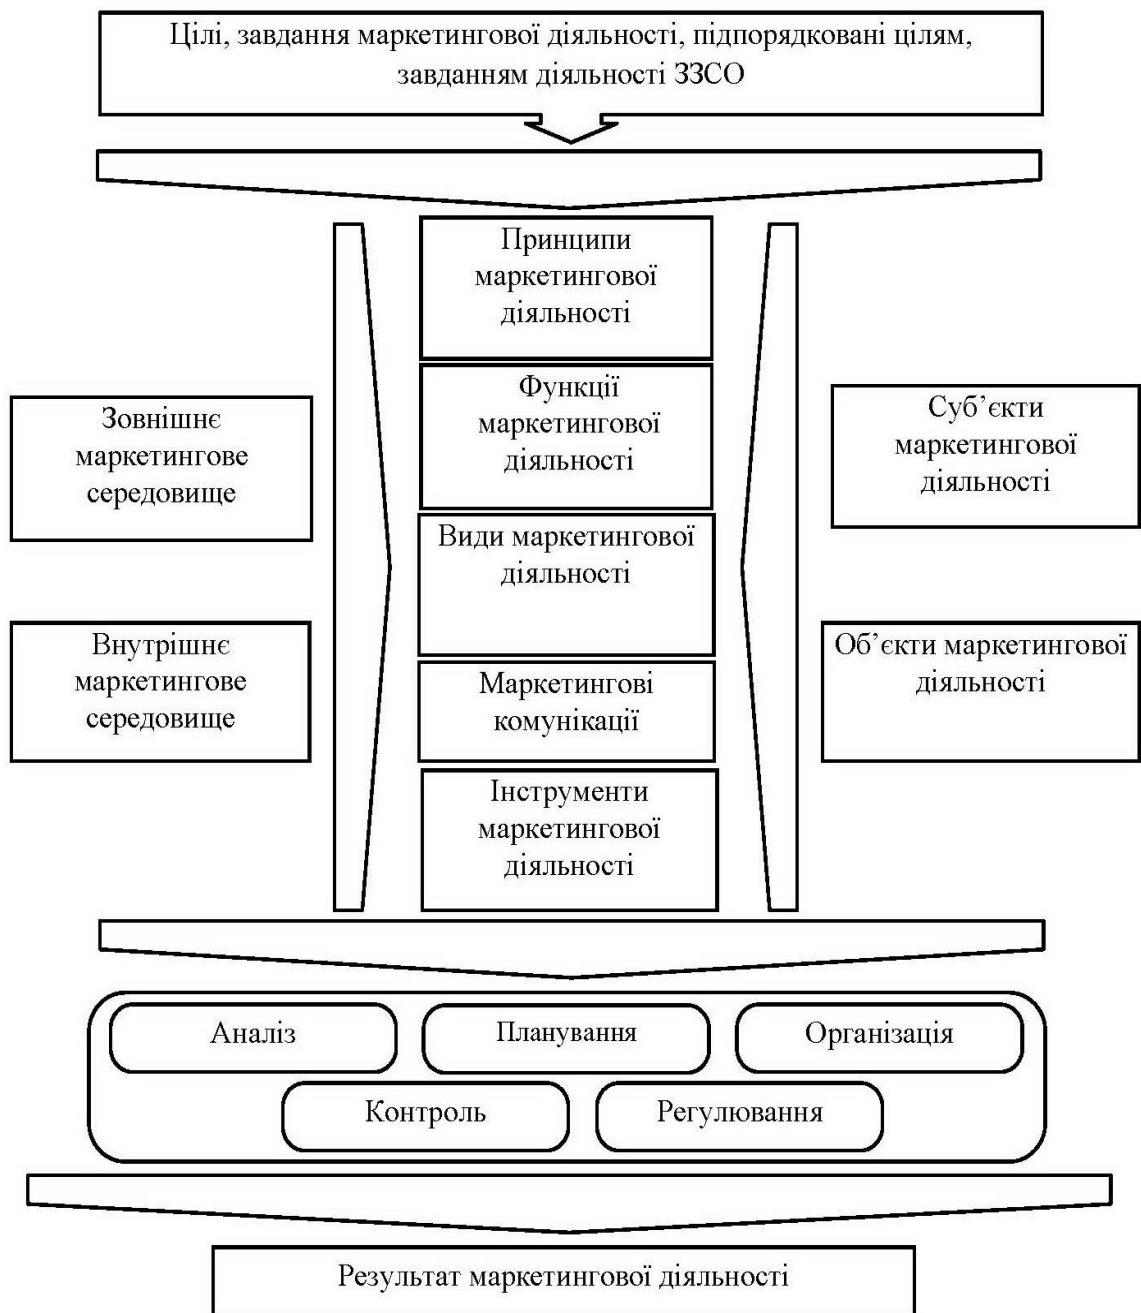 Цілі, завдання маркетингової діяльності, підпорядковані цілям,
завданням діяльності ЗЗСО
Принципи
маркетингової
діяльності
Функції
маркетингової
діяльності
Види маркетингової
діяльності
Маркетингові
комунікації
Інструменти
маркетингової
діяльності
Зовнішнє
маркетингове
середовище
Внутрішнє
маркетингове
середовище
Суб’єкти
маркетингової
діяльності
Об’єкти маркетингової
діяльності
Аналіз
Планування
Організація
Контроль
Регулювання
Результат маркетингової діяльності